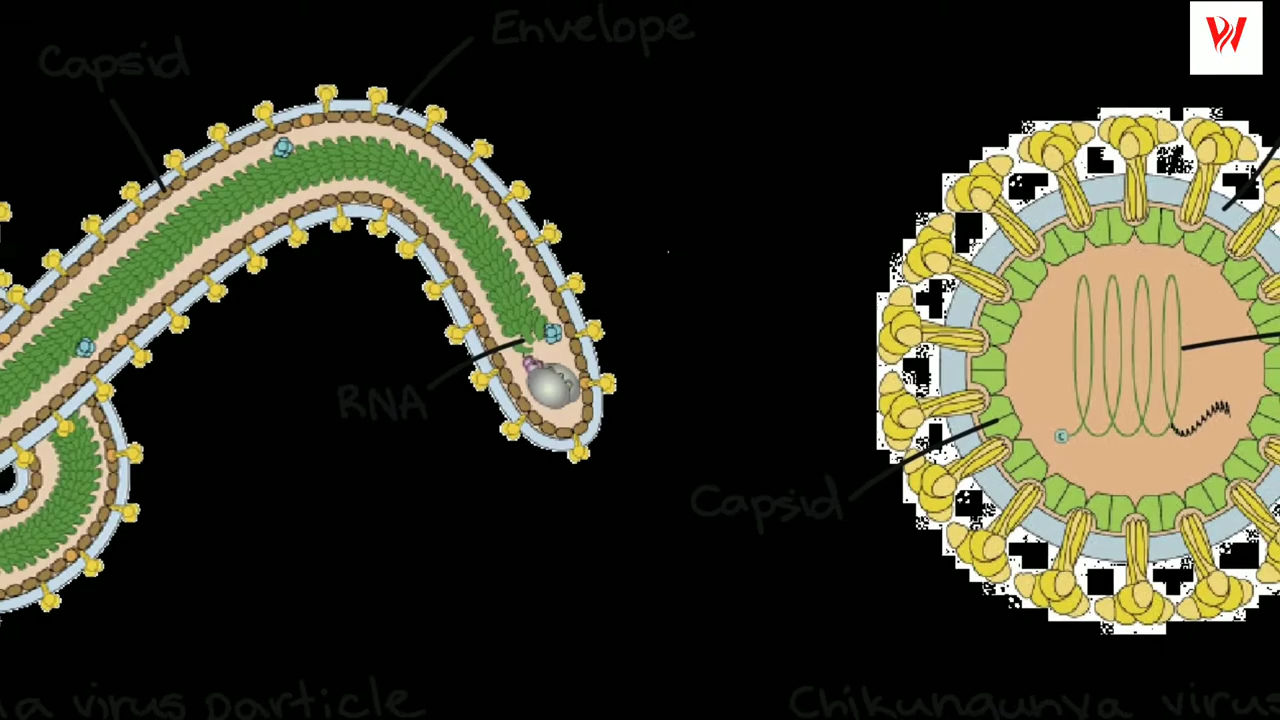 Envelope
Capsid
RNA
Capsid
c
a virus particle
Chikungunya virus